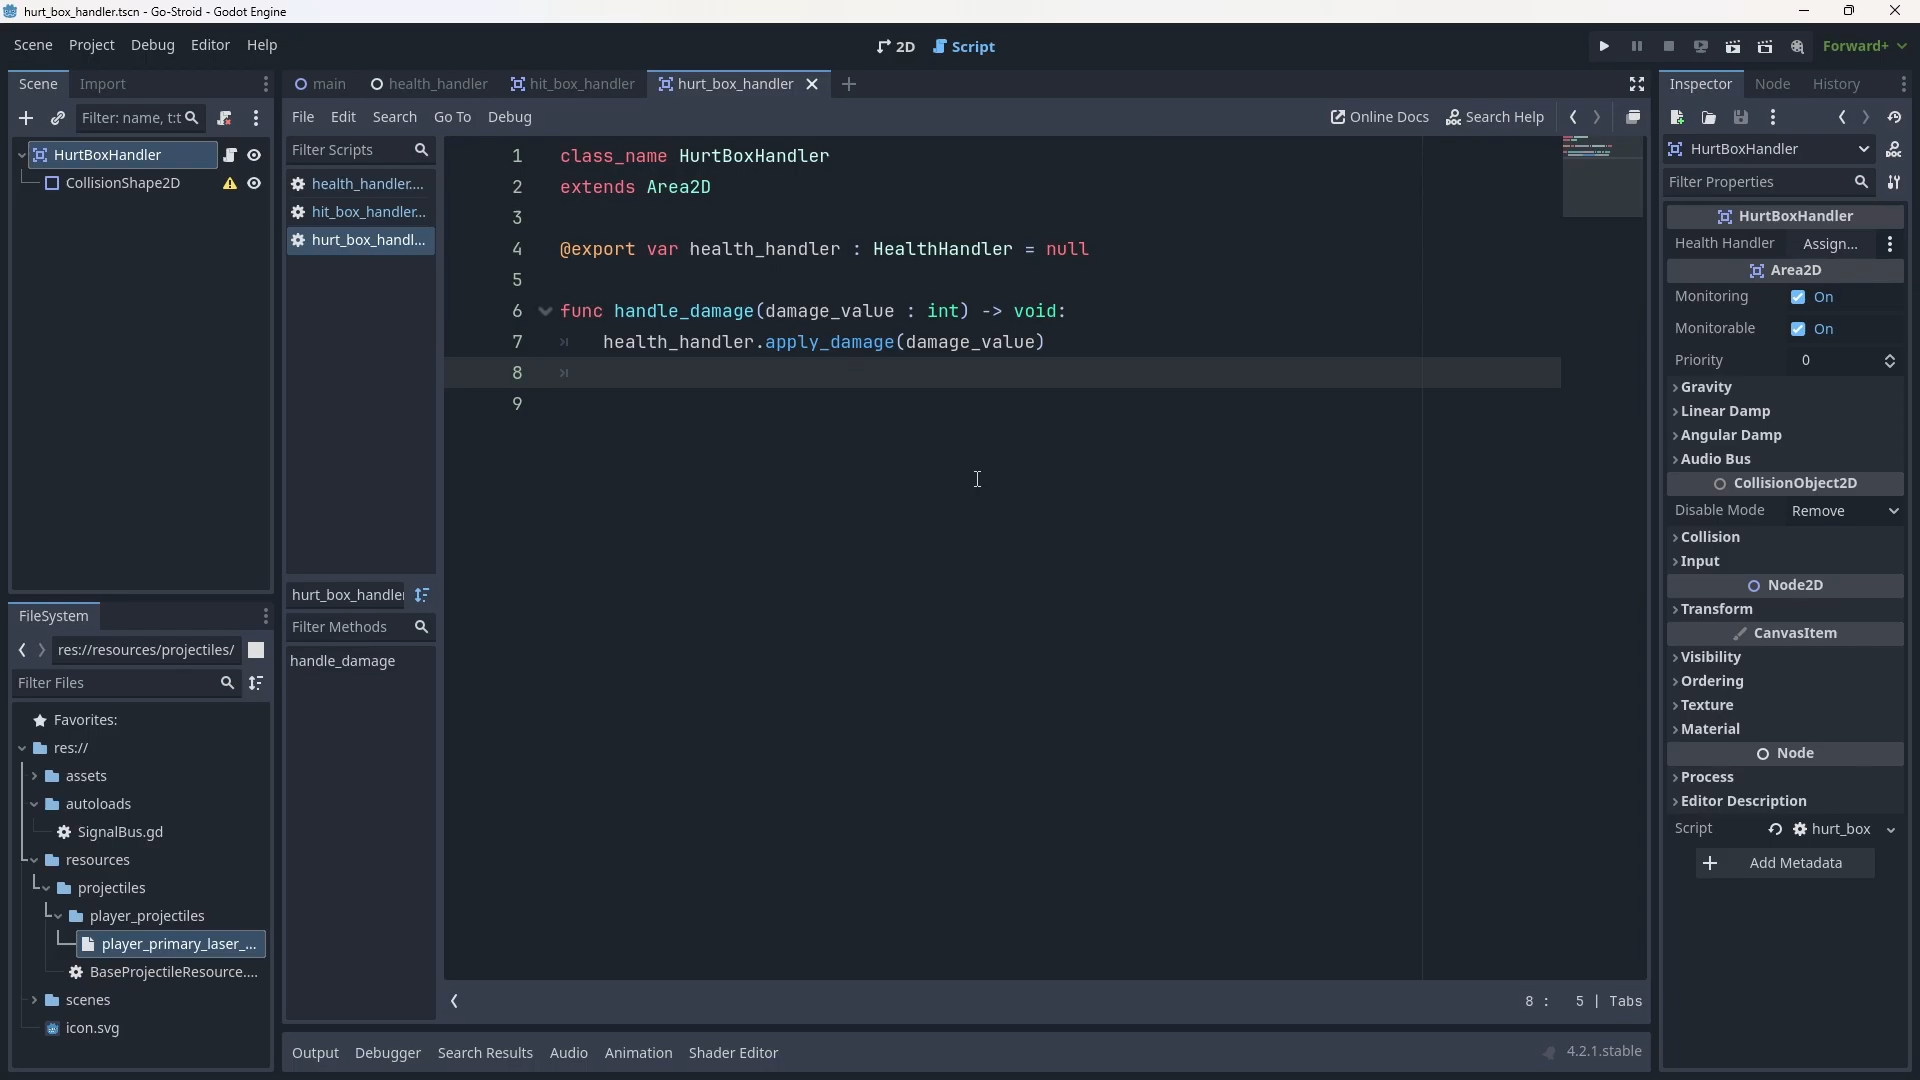 hurt_box_handler.tscn - Go-Stroid - Godot Engine
Scene Project Debug Editor Help
2D Script
Forward+
Scene Import
Filter: name, t:t
HurtBoxHandler
CollisionShape2D
main health_handler hit_box_handler hurt_box_handler
File Edit Search Go To Debug
Online Docs Search Help
Filter Scripts
health_handler....
hit_box_handler...
hurt_box_handl...
hurt_box_handler
Filter Methods
handle_damage
1 class_name HurtBoxHandler
2 extends Area2D
3
4 @export var health_handler : HealthHandler = null
5
6 func handle_damage(damage_value : int) -> void:
7 health_handler.apply_damage(damage_value)
8
9
8 : 5 | Tabs
Output Debugger Search Results Audio Animation Shader Editor
4.2.1.stable
FileSystem
res://resources/projectiles/
Filter Files
Favorites:
res://
assets
autoloads
SignalBus.gd
resources
projectiles
player_projectiles
player_primary_laser_...
BaseProjectileResource....
scenes
icon.svg
Inspector Node History
HurtBoxHandler
Filter Properties
HurtBoxHandler
Health Handler Assign...
Area2D
Monitoring On
Monitorable On
Priority 0
Gravity
Linear Damp
Angular Damp
Audio Bus
CollisionObject2D
Disable Mode Remove
Collision
Input
Node2D
Transform
CanvasItem
Visibility
Ordering
Texture
Material
Node
Process
Editor Description
Script hurt_box
Add Metadata